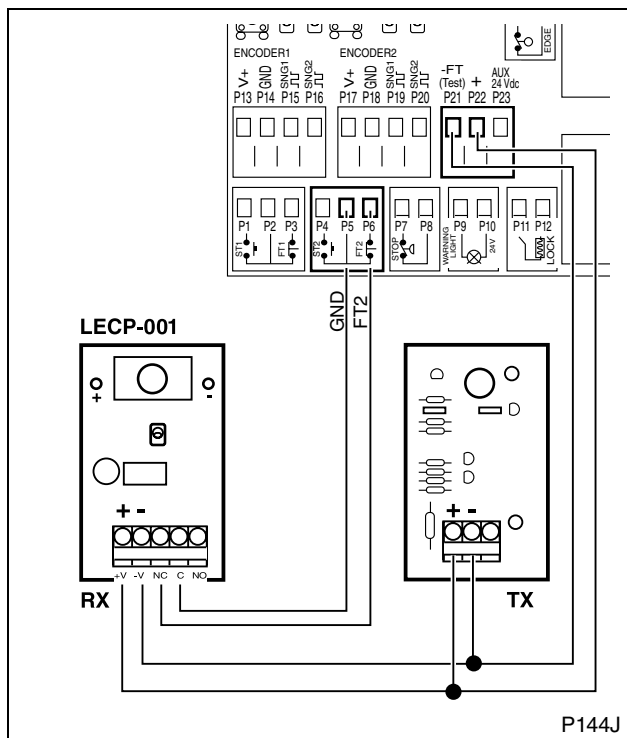 EDGE
ENCODER1
ENCODER2
V+
GND
SNG1
SNG2
V+
GND
SNG1
SNG2
-FT
(Test)
+
AUX
24 Vdc
P13 P14 P15 P16
P17 P18 P19 P20
P21 P22 P23
P1 P2 P3
P4 P5 P6
P7 P8
P9 P10
P11 P12
ST1
FT1
ST2
FT2
STOP
WARNING
LIGHT
24V
LOCK
GND
FT2
LECP-001
+ -
+ -
+ -
+V -V NC C NO
RX
TX
P144J